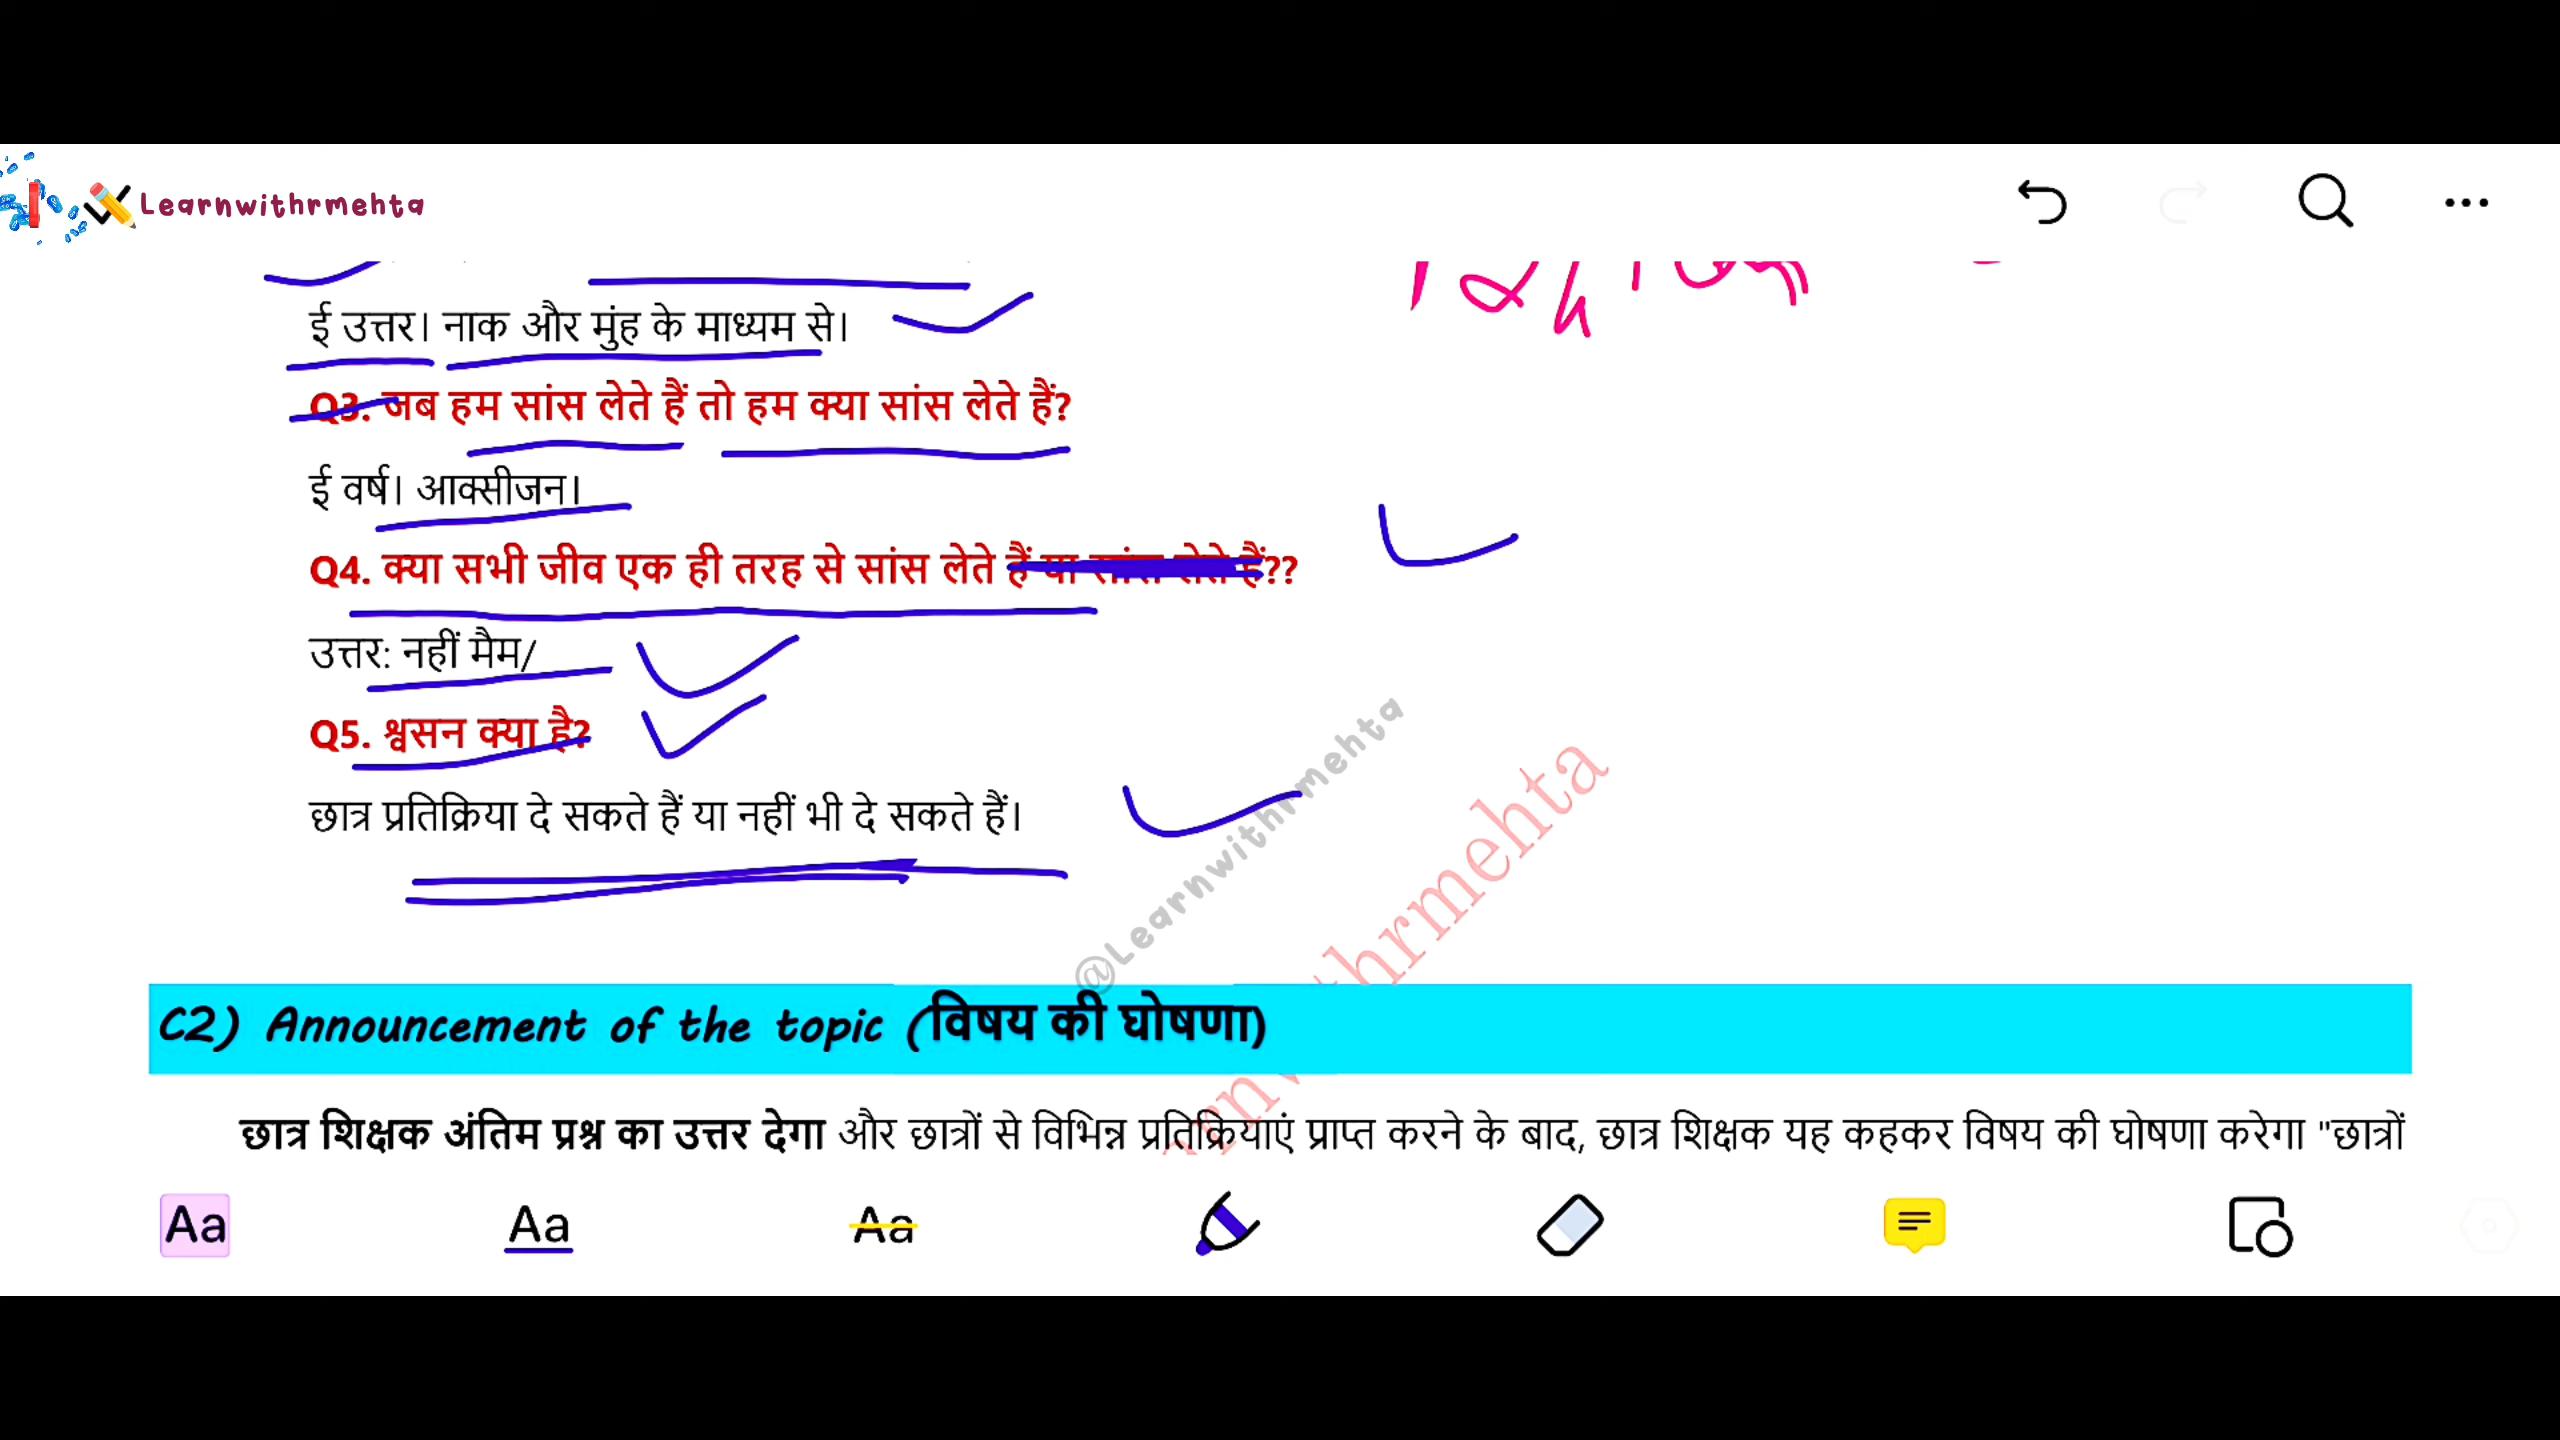 Learnwithrmehta
ई उत्तर। नाक और मुंह के माध्यम से।
Q3. जब हम सांस लेते हैं तो हम क्या सांस लेते हैं?
ई वर्ष। आक्सीजन।
Q4. क्या सभी जीव एक ही तरह से सांस लेते हैं या सांस लेते हैं??
उत्तर: नहीं मैम/
Q5. श्वसन क्या है?
छात्र प्रतिक्रिया दे सकते हैं या नहीं भी दे सकते हैं।
@Learnwithrmehta
C2) Announcement of the topic (विषय की घोषणा)
छात्र शिक्षक अंतिम प्रश्न का उत्तर देगा और छात्रों से विभिन्न प्रतिक्रियाएं प्राप्त करने के बाद, छात्र शिक्षक यह कहकर विषय की घोषणा करेगा "छात्रों
Aa Aa Aa